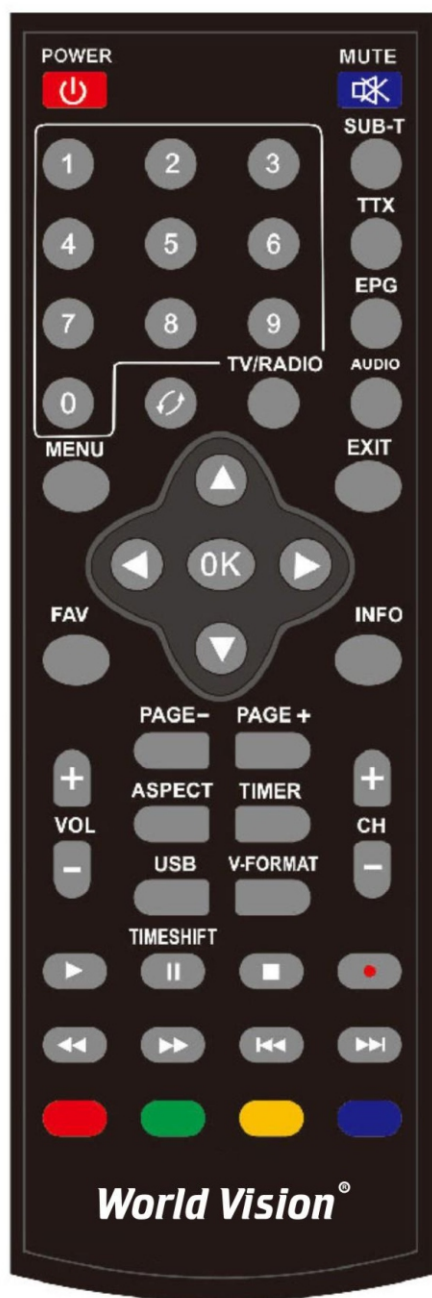 POWER MUTE
SUB-T
1 2 3
TTX
4 5 6
EPG
7 8 9
TV/RADIO AUDIO
0
MENU EXIT
OK
FAV INFO
PAGE- PAGE +
+ +
ASPECT TIMER
VOL CH
- -
USB V-FORMAT
TIMESHIFT
World Vision®